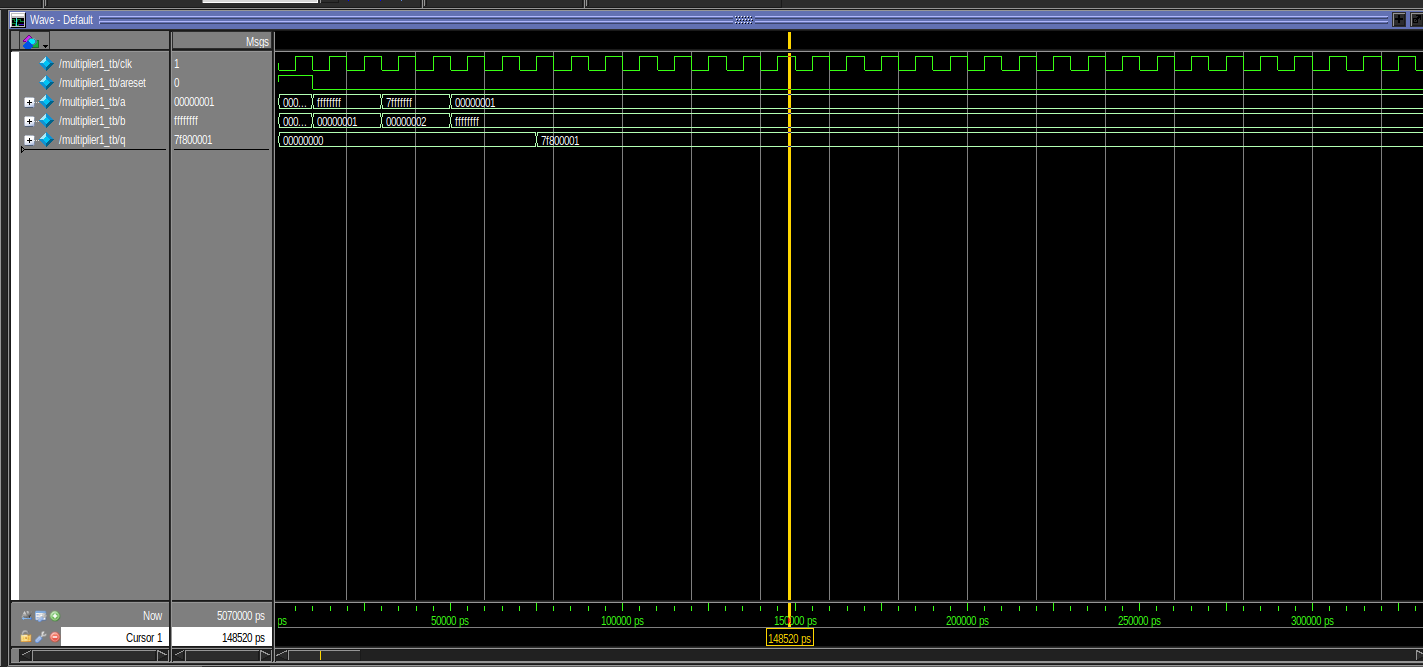 Wave - Default
Msgs
/multiplier1_tb/clk 1
/multiplier1_tb/areset 0
/multiplier1_tb/a 00000001 000... ffffffff 7fffffff 00000001
/multiplier1_tb/b ffffffff 000... 00000001 00000002 ffffffff
/multiplier1_tb/q 7f800001 00000000 7f800001
Now 5070000 ps ps 50000 ps 100000 ps 150000 ps 200000 ps 250000 ps 300000 ps
Cursor 1 148520 ps 148520 ps